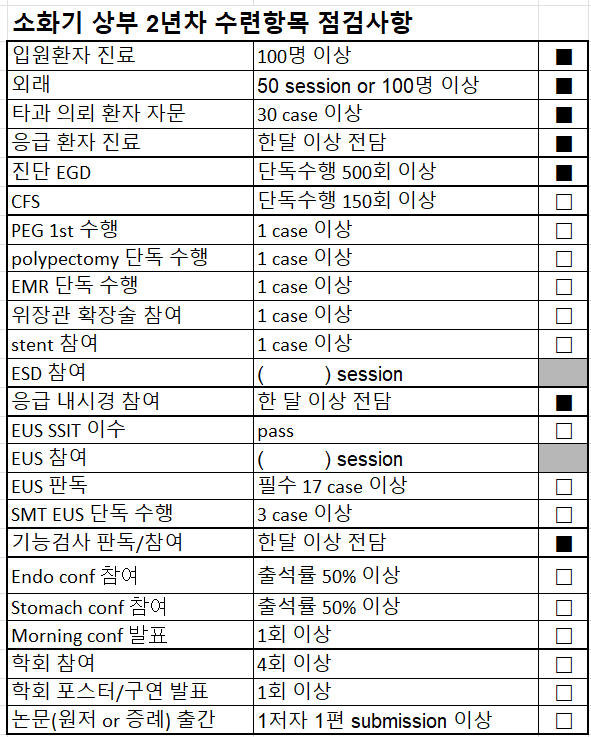 소화기 상부 2년차 수련항목 점검사항
입원환자 진료 100명 이상 ■
외래 50 session or 100명 이상 ■
타과 의뢰 환자 자문 30 case 이상 ■
응급 환자 진료 한달 이상 전담 ■
진단 EGD 단독수행 500회 이상 ■
CFS 단독수행 150회 이상 □
PEG 1st 수행 1 case 이상 □
polypectomy 단독 수행 1 case 이상 □
EMR 단독 수행 1 case 이상 □
위장관 확장술 참여 1 case 이상 □
stent 참여 1 case 이상 □
ESD 참여 ( ) session
응급 내시경 참여 한 달 이상 전담 ■
EUS SSIT 이수 pass □
EUS 참여 ( ) session
EUS 판독 필수 17 case 이상 □
SMT EUS 단독 수행 3 case 이상 □
기능검사 판독/참여 한달 이상 전담 ■
Endo conf 참여 출석률 50% 이상 □
Stomach conf 참여 출석률 50% 이상 □
Morning conf 발표 1회 이상 □
학회 참여 4회 이상 □
학회 포스터/구연 발표 1회 이상 □
논문(원저 or 증례) 출간 1저자 1편 submission 이상 □